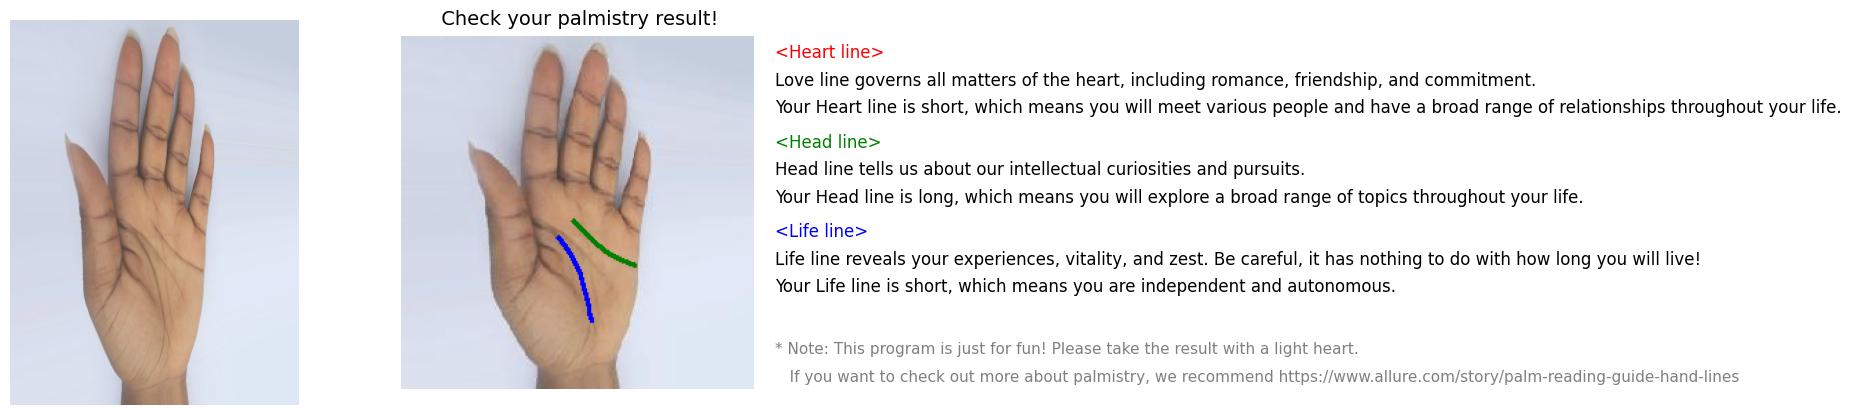 Check your palmistry result!
<Heart line>
Love line governs all matters of the heart, including romance, friendship, and commitment.
Your Heart line is short, which means you will meet various people and have a broad range of relationships throughout your life.
<Head line>
Head line tells us about our intellectual curiosities and pursuits.
Your Head line is long, which means you will explore a broad range of topics throughout your life.
<Life line>
Life line reveals your experiences, vitality, and zest. Be careful, it has nothing to do with how long you will live!
Your Life line is short, which means you are independent and autonomous.
* Note: This program is just for fun! Please take the result with a light heart.
If you want to check out more about palmistry, we recommend https://www.allure.com/story/palm-reading-guide-hand-lines